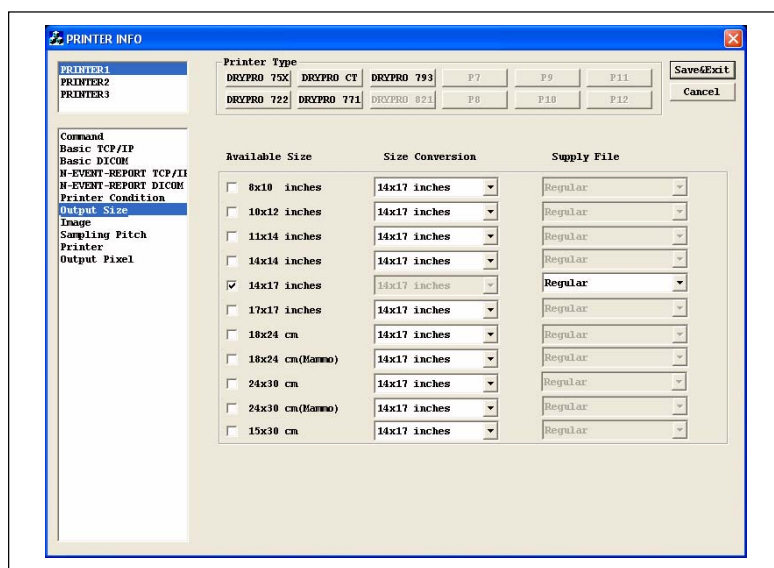 PRINTER INFO
PRINTER1
PRINTER2
PRINTER3
Printer Type
DRYPRO 75X DRYPRO CT DRYPRO 793 P7 P9 P11
DRYPRO 722 DRYPRO 771 DRYPRO 821 P8 P10 P12
Save&Exit
Cancel
Command
Basic TCP/IP
Basic DICOM
N-EVENT-REPORT TCP/IP
N-EVENT-REPORT DICOM
Printer Condition
Output Size
Image
Sampling Pitch
Printer
Output Pixel
Available Size Size Conversion Supply File
8x10 inches 14x17 inches Regular
10x12 inches 14x17 inches Regular
11x14 inches 14x17 inches Regular
14x14 inches 14x17 inches Regular
14x17 inches 14x17 inches Regular
17x17 inches 14x17 inches Regular
18x24 cm 14x17 inches Regular
18x24 cm(Mammo) 14x17 inches Regular
24x30 cm 14x17 inches Regular
24x30 cm(Mammo) 14x17 inches Regular
15x30 cm 14x17 inches Regular